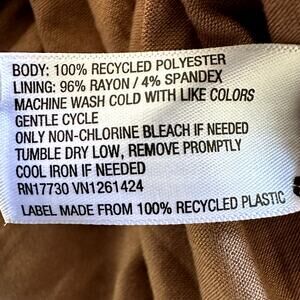 BODY: 100% RECYCLED POLYESTER
LINING: 96% RAYON / 4% SPANDEX
MACHINE WASH COLD WITH LIKE COLORS
GENTLE CYCLE
ONLY NON-CHLORINE BLEACH IF NEEDED
TUMBLE DRY LOW, REMOVE PROMPTLY
COOL IRON IF NEEDED
RN17730 VN1261424
LABEL MADE FROM 100% RECYCLED PLASTIC